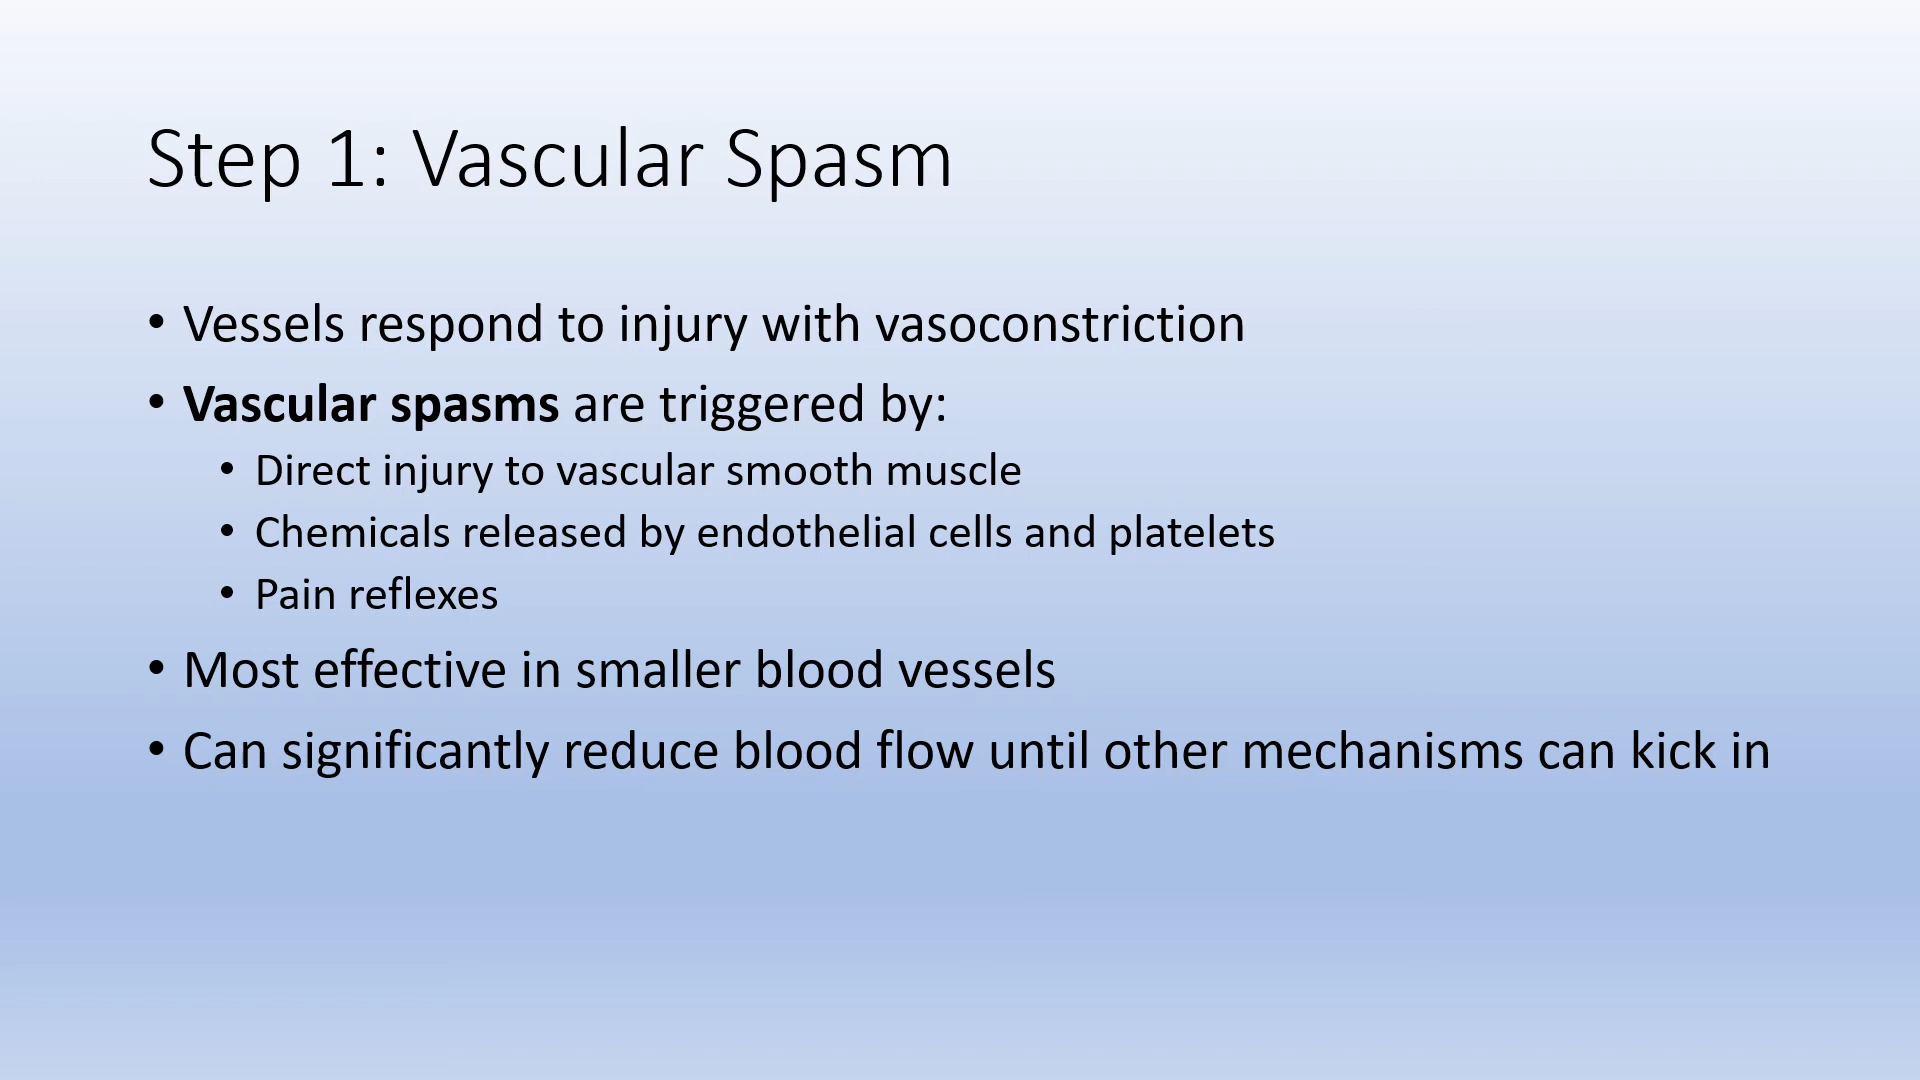 Step 1: Vascular Spasm
• Vessels respond to injury with vasoconstriction
• Vascular spasms are triggered by:
• Direct injury to vascular smooth muscle
• Chemicals released by endothelial cells and platelets
• Pain reflexes
• Most effective in smaller blood vessels
• Can significantly reduce blood flow until other mechanisms can kick in